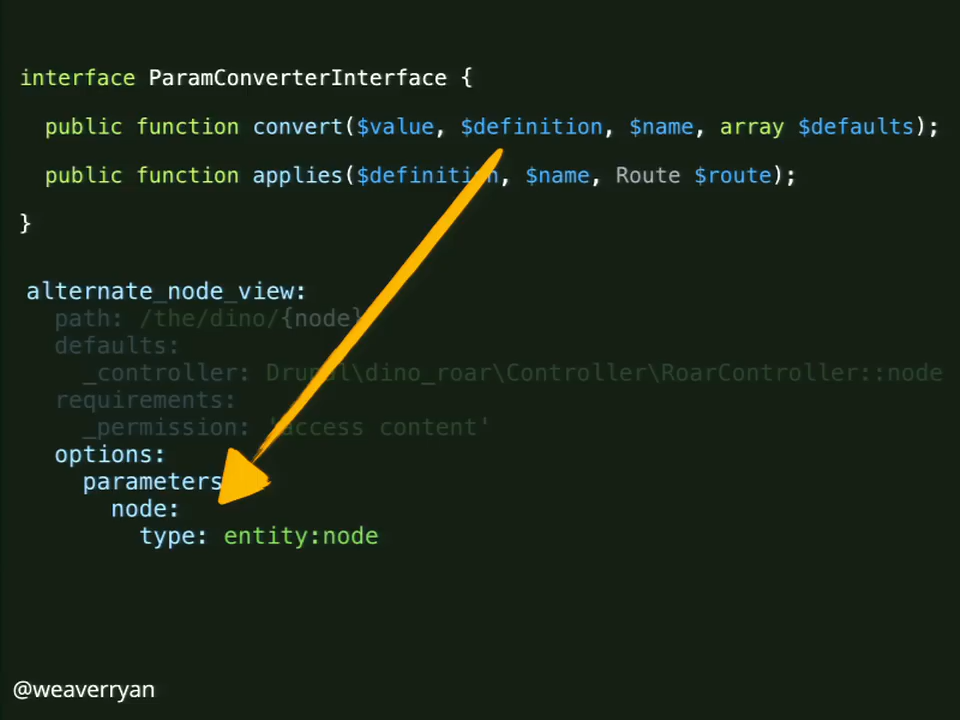 interface ParamConverterInterface {
public function convert($value, $definition, $name, array $defaults);
public function applies($definition, $name, Route $route);
}
alternate_node_view:
path: /the/dino/{node}
defaults:
_controller: Drupal\dino_roar\Controller\RoarController::node
requirements:
_permission: 'access content'
options:
parameters
node:
type: entity:node
@weaverryan